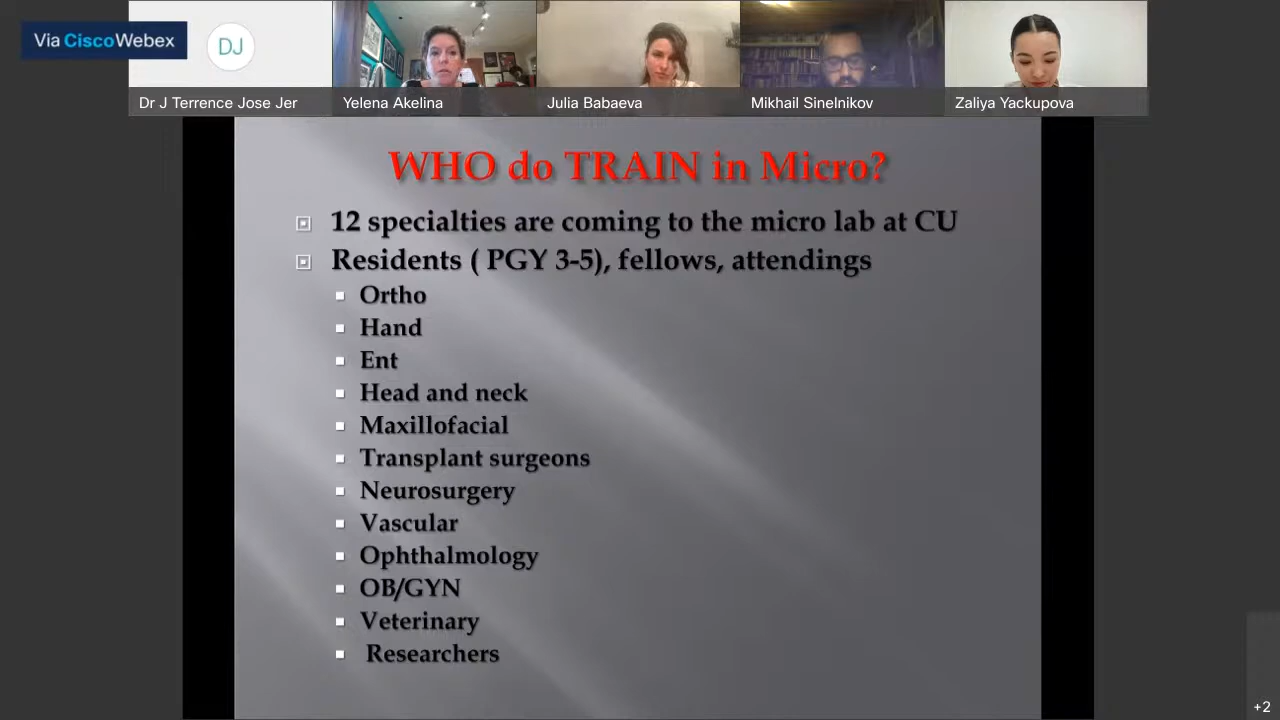 Via Cisco Webex
DJ
Dr J Terrence Jose Jer
Yelena Akelina
Julia Babaeva
Mikhail Sinelnikov
Zaliya Yackupova
WHO do TRAIN in Micro?
12 specialties are coming to the micro lab at CU
Residents ( PGY 3-5), fellows, attendings
Ortho
Hand
Ent
Head and neck
Maxillofacial
Transplant surgeons
Neurosurgery
Vascular
Ophthalmology
OB/GYN
Veterinary
Researchers
+2